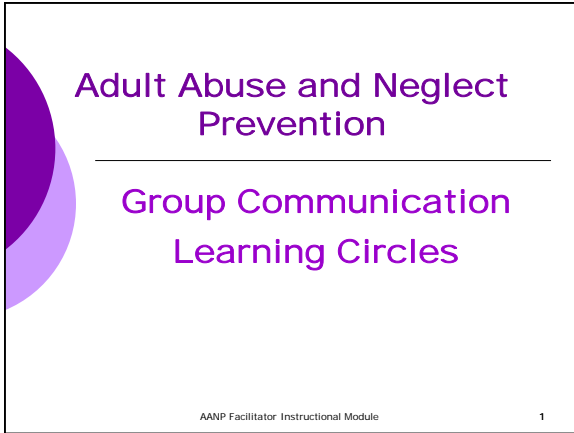 Adult Abuse and Neglect
Prevention
Group Communication
Learning Circles
AANP Facilitator Instructional Module
1